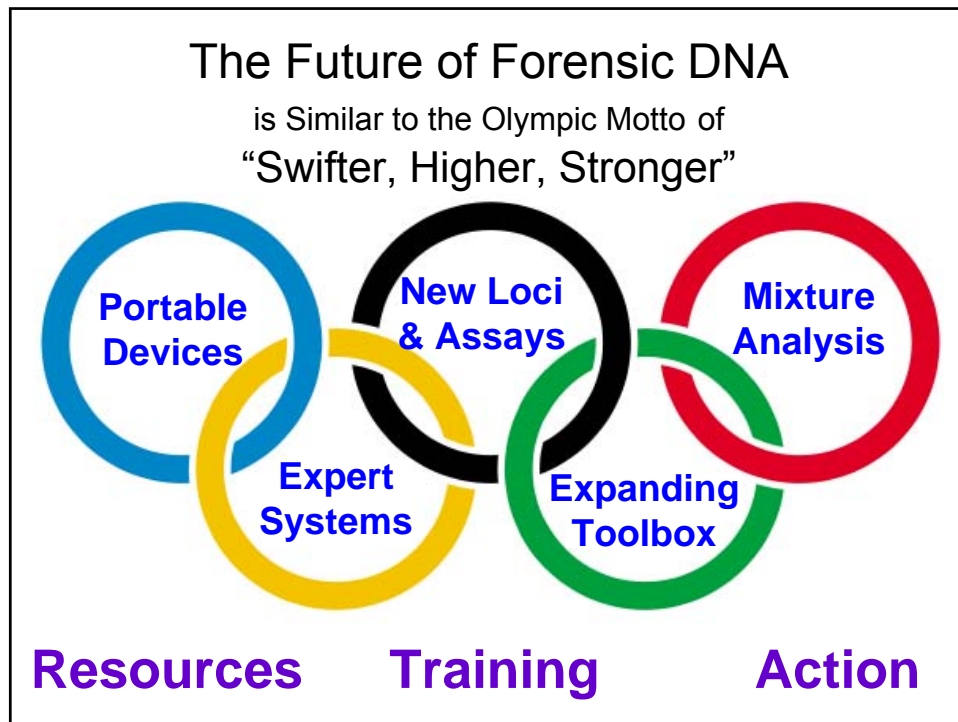 The Future of Forensic DNA
is Similar to the Olympic Motto of
“Swifter, Higher, Stronger”
Portable
Devices
New Loci
& Assays
Mixture
Analysis
Expert
Systems
Expanding
Toolbox
Resources Training Action